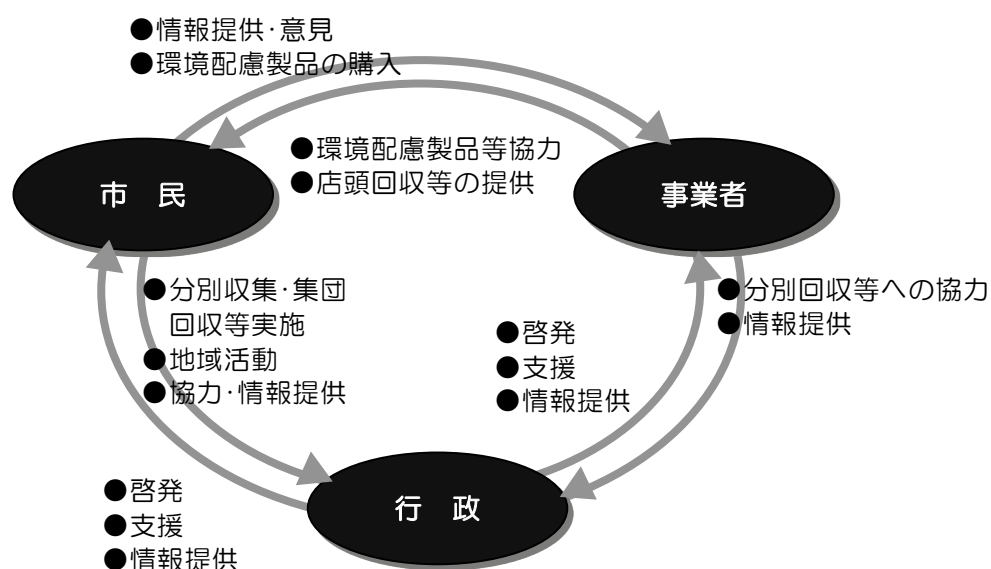 ●情報提供･意見
●環境配慮製品の購入
●環境配慮製品等協力
●店頭回収等の提供
市　民
事業者
●分別収集･集団
回収等実施
●地域活動
●協力･情報提供
●啓発
●支援
●情報提供
●分別回収等への協力
●情報提供
行　政
●啓発
●支援
●情報提供